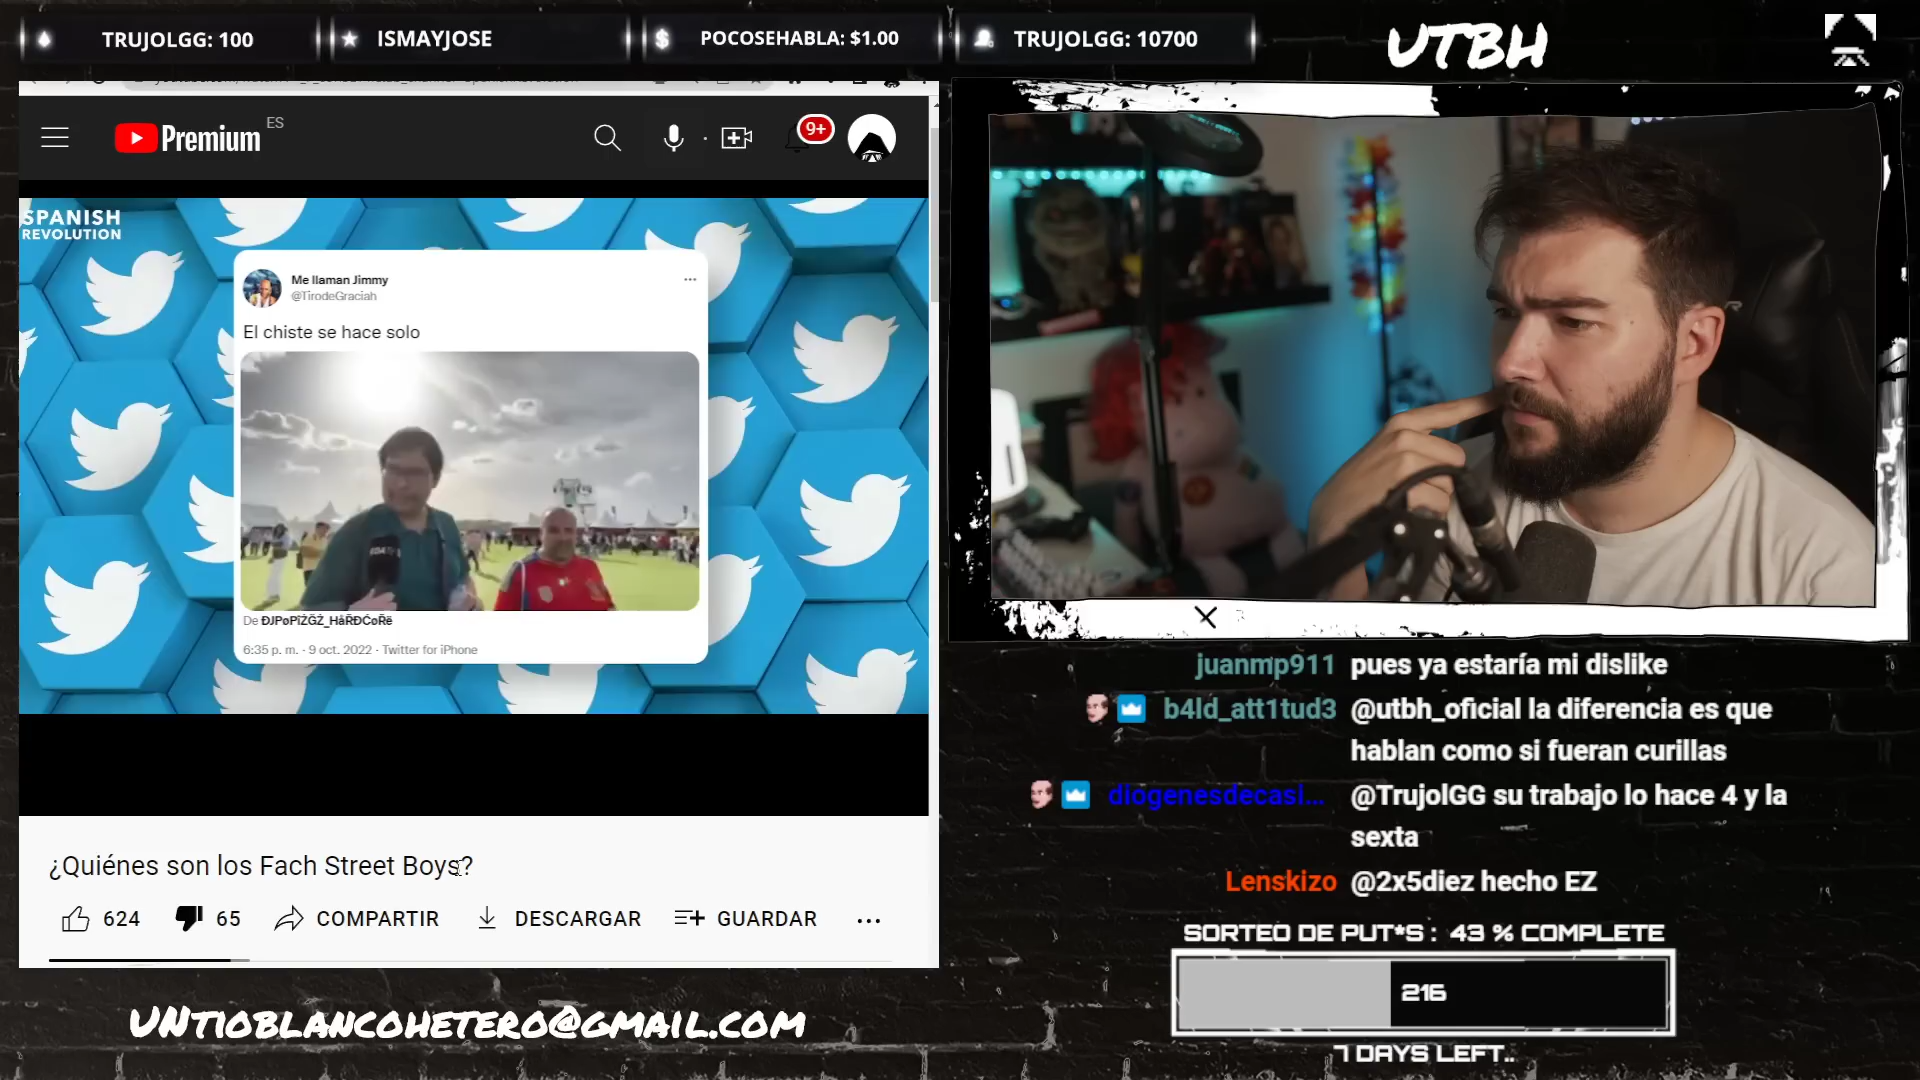 TRUJOLGG: 100
ISMAYJOSE
POCOSEHABLA: $1.00
TRUJOLGG: 10700
UTBH
Premium ES
9+
SPANISH
REVOLUTION
Me llaman Jimmy
@TirodeGraciah
El chiste se hace solo
De ĐJPøPĭŻĞŻ_HåŘĐĆøŘë
6:35 p. m. · 9 oct. 2022 · Twitter for iPhone
¿Quiénes son los Fach Street Boys?
624
65
COMPARTIR
DESCARGAR
GUARDAR
UNTIOBLANCOHETERO@GMAIL.COM
juanmp911 pues ya estaría mi dislike
b4ld_att1tud3 @utbh_oficial la diferencia es que
hablan como si fueran curillas
diogenesdecasl... @TrujolGG su trabajo lo hace 4 y la
sexta
Lenskizo @2x5diez hecho EZ
SORTEO DE PUT*S : 43 % COMPLETE
216
7 DAYS LEFT..